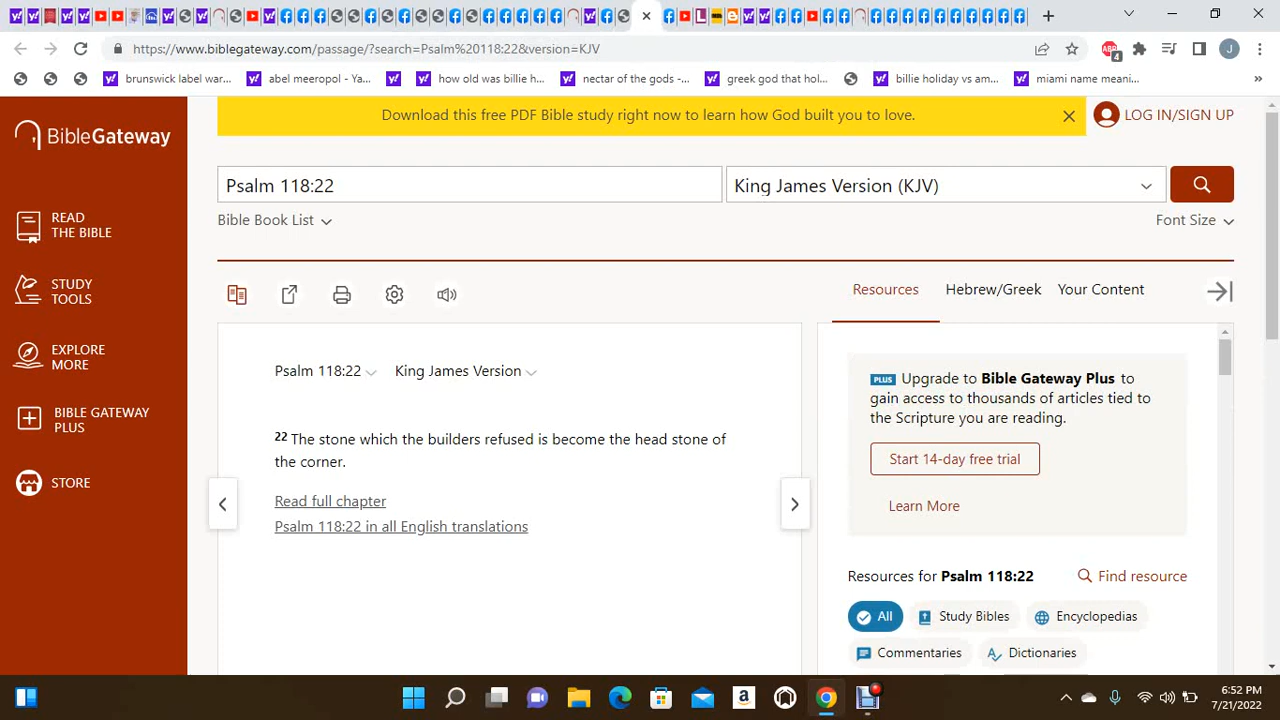 https://www.biblegateway.com/passage/?search=Psalm%20118:22&version=KJV
4
J
brunswick label war...
abel meeropol - Ya...
how old was billie h...
nectar of the gods -...
greek god that hol...
billie holiday vs am...
miami name meani...
BibleGateway
Download this free PDF Bible study right now to learn how God built you to love.
LOG IN/SIGN UP
Psalm 118:22
King James Version (KJV)
Bible Book List
Font Size
READ
THE BIBLE
STUDY
TOOLS
EXPLORE
MORE
BIBLE GATEWAY
PLUS
STORE
Resources
Hebrew/Greek
Your Content
Psalm 118:22
King James Version
22 The stone which the builders refused is become the head stone of
the corner.
Read full chapter
Psalm 118:22 in all English translations
PLUS Upgrade to Bible Gateway Plus to
gain access to thousands of articles tied to
the Scripture you are reading.
Start 14-day free trial
Learn More
Resources for Psalm 118:22
Find resource
All
Study Bibles
Encyclopedias
Commentaries
Dictionaries
6:52 PM
7/21/2022